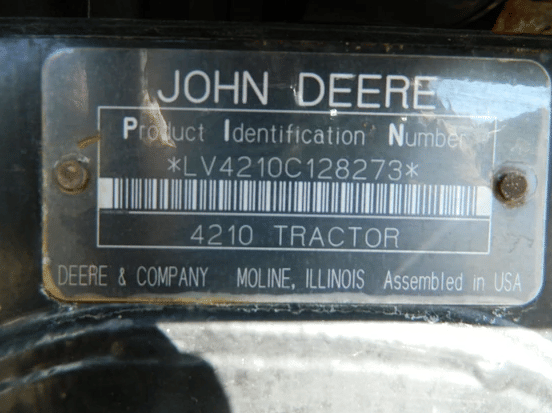 JOHN DEERE
Product Identification Number
*LV4210C128273*
4210 TRACTOR
DEERE & COMPANY MOLINE, ILLINOIS Assembled in USA